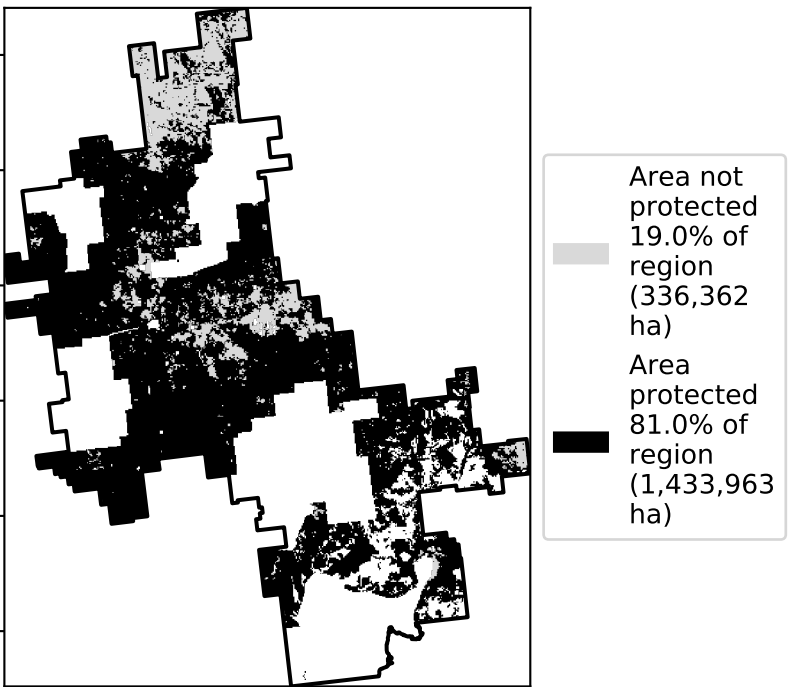 Area not
protected
19.0% of
region
(336,362
ha)
Area
protected
81.0% of
region
(1,433,963
ha)